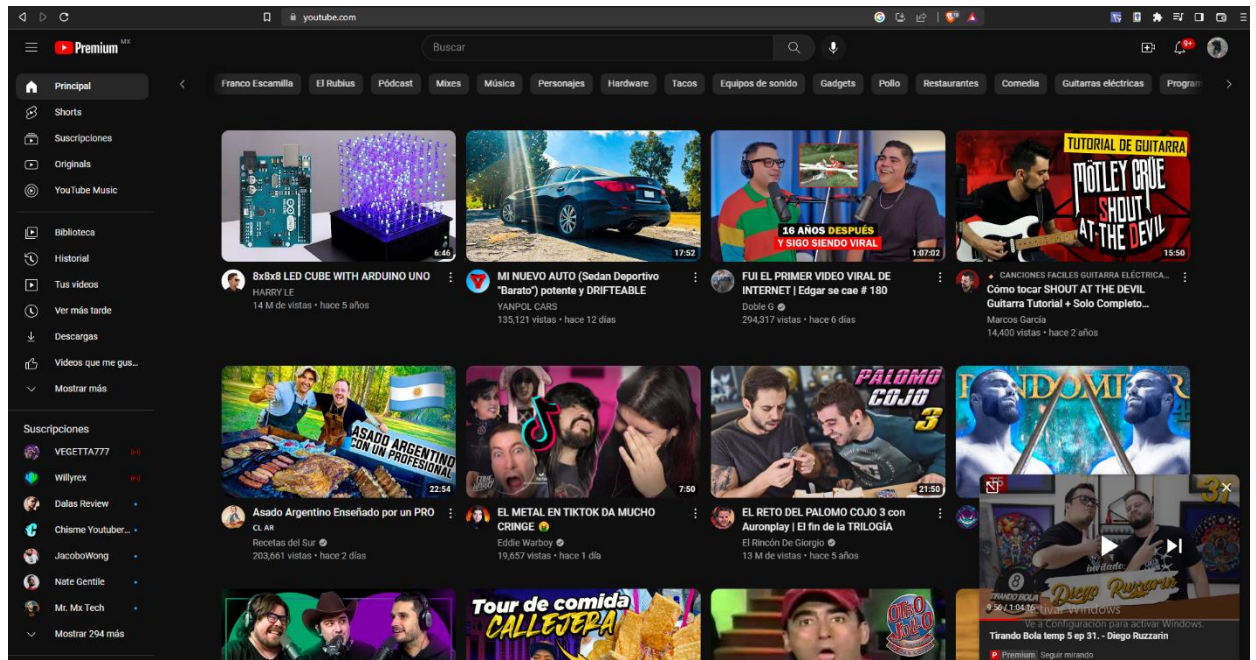 youtube.com
Premium MX
Buscar
9+
Principal
Shorts
Suscripciones
Originals
YouTube Music
Biblioteca
Historial
Tus videos
Ver más tarde
Descargas
Videos que me gus...
Mostrar más
Suscripciones
VEGETTA777
Willyrex
Dalas Review
Chisme Youtuber...
JacoboWong
Nate Gentile
Mr. Mx Tech
Mostrar 294 más
Franco Escamilla El Rubius Pódcast Mixes Música Personajes Hardware Tacos Equipos de sonido Gadgets Pollo Restaurantes Comedia Guitarras eléctricas Program
6:46
8x8x8 LED CUBE WITH ARDUINO UNO
HARRY LE
14 M de vistas • hace 5 años
17:52
MI NUEVO AUTO (Sedan Deportivo
"Barato") potente y DRIFTEABLE
YANPOL CARS
135,121 vistas • hace 12 días
16 AÑOS DESPUÉS
Y SIGO SIENDO VIRAL
1:07:02
FUI EL PRIMER VIDEO VIRAL DE
INTERNET | Edgar se cae # 180
Doble G
294,317 vistas • hace 6 días
TUTORIAL DE GUITARRA
MÖTLEY CRÜE
SHOUT
AT THE DEVIL
15:50
CANCIONES FACILES GUITARRA ELÉCTRICA...
Cómo tocar SHOUT AT THE DEVIL
Guitarra Tutorial + Solo Completo...
Marcos García
14,400 vistas • hace 2 años
ASADO ARGENTINO
CON UN PROFESIONAL
22:54
Asado Argentino Enseñado por un PRO
CL AR
Recetas del Sur
203,661 vistas • hace 2 días
7:50
EL METAL EN TIKTOK DA MUCHO
CRINGE
Eddie Warboy
19,657 vistas • hace 1 día
PALOMO
COJO
3
21:50
EL RETO DEL PALOMO COJO 3 con
Auronplay | El fin de la TRILOGÍA
El Rincón De Giorgio
13 M de vistas • hace 5 años
Tour de comida
CALLEJERA
OTRO
ROLLO
T5
31
invitado:
Diego Ruzzarin
TIRANDO BOLA
9:50 / 1:04:16
Activar Windows
Ve a Configuración para activar Windows.
Tirando Bola temp 5 ep 31. - Diego Ruzzarin
Premium Seguir mirando